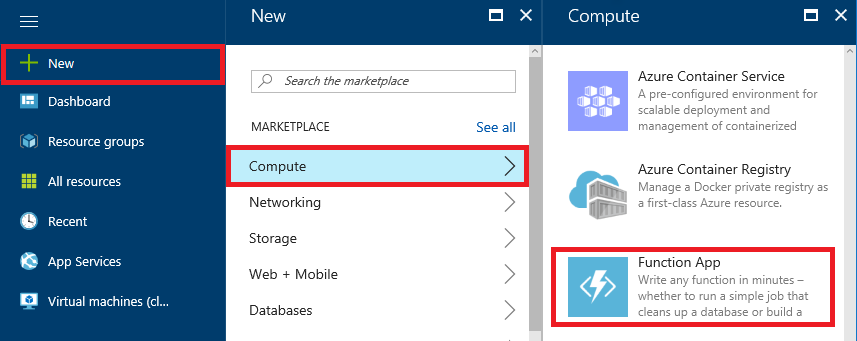 New
Dashboard
Resource groups
All resources
Recent
App Services
Virtual machines (cl...
New
Search the marketplace
MARKETPLACE See all
Compute
Networking
Storage
Web + Mobile
Databases
Compute
Azure Container Service
A pre-configured environment for
scalable deployment and
management of containerized
Azure Container Registry
Manage a Docker private registry as
a first-class Azure resource.
Function App
Write any function in minutes –
whether to run a simple job that
cleans up a database or build a